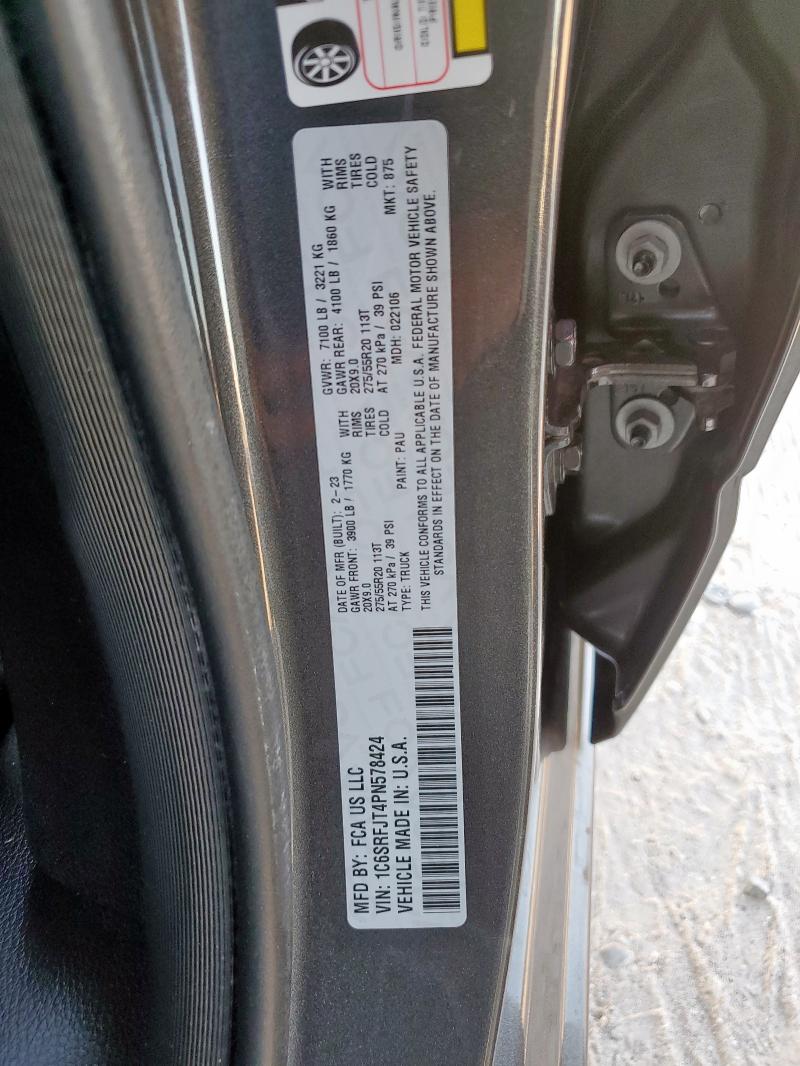 MFD BY: FCA US LLC
VIN: 1C6SRFJT4PN578424
VEHICLE MADE IN: U.S.A.
DATE OF MFR (BUILT): 2-23 GVWR: 7100 LB / 3221 KG
GAWR FRONT: 3900 LB / 1770 KG WITH GAWR REAR: 4100 LB / 1860 KG WITH
20X9.0 RIMS 20X9.0 RIMS
275/55R20 113T TIRES 275/55R20 113T TIRES
AT 270 kPa / 39 PSI COLD AT 270 kPa / 39 PSI COLD
TYPE: TRUCK PAINT: PAU MDH: 022106 MKT: 875
THIS VEHICLE CONFORMS TO ALL APPLICABLE U.S.A. FEDERAL MOTOR VEHICLE SAFETY
STANDARDS IN EFFECT ON THE DATE OF MANUFACTURE SHOWN ABOVE.